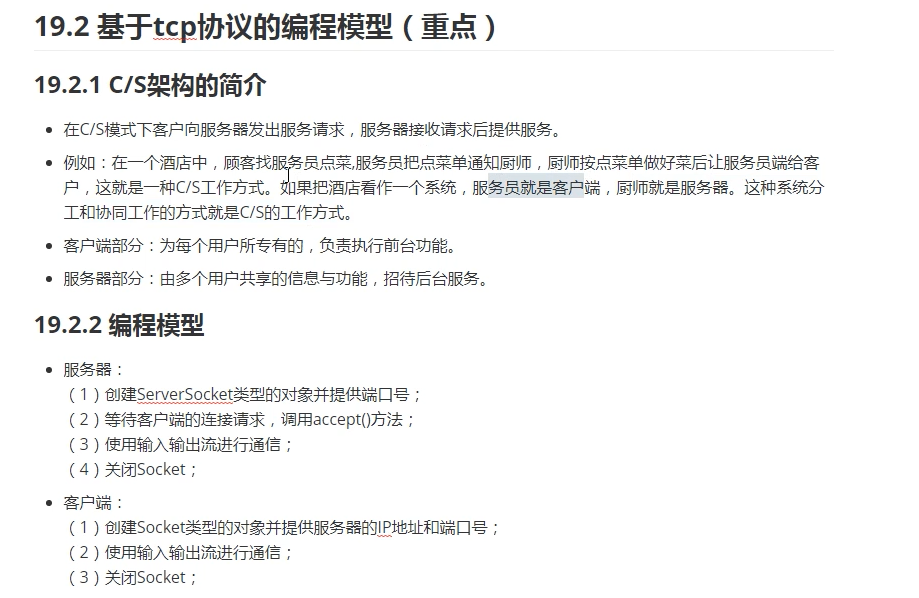 19.2 基于tcp协议的编程模型（重点）
19.2.1 C/S架构的简介
在C/S模式下客户向服务器发出服务请求，服务器接收请求后提供服务。
例如：在一个酒店中，顾客找服务员点菜,服务员把点菜单通知厨师，厨师按点菜单做好菜后让服务员端给客
户，这就是一种C/S工作方式。如果把酒店看作一个系统，服务员就是客户端，厨师就是服务器。这种系统分
工和协同工作的方式就是C/S的工作方式。
客户端部分：为每个用户所专有的，负责执行前台功能。
服务器部分：由多个用户共享的信息与功能，招待后台服务。
19.2.2 编程模型
服务器：
（1）创建ServerSocket类型的对象并提供端口号；
（2）等待客户端的连接请求，调用accept()方法；
（3）使用输入输出流进行通信；
（4）关闭Socket；
客户端：
（1）创建Socket类型的对象并提供服务器的IP地址和端口号；
（2）使用输入输出流进行通信；
（3）关闭Socket；